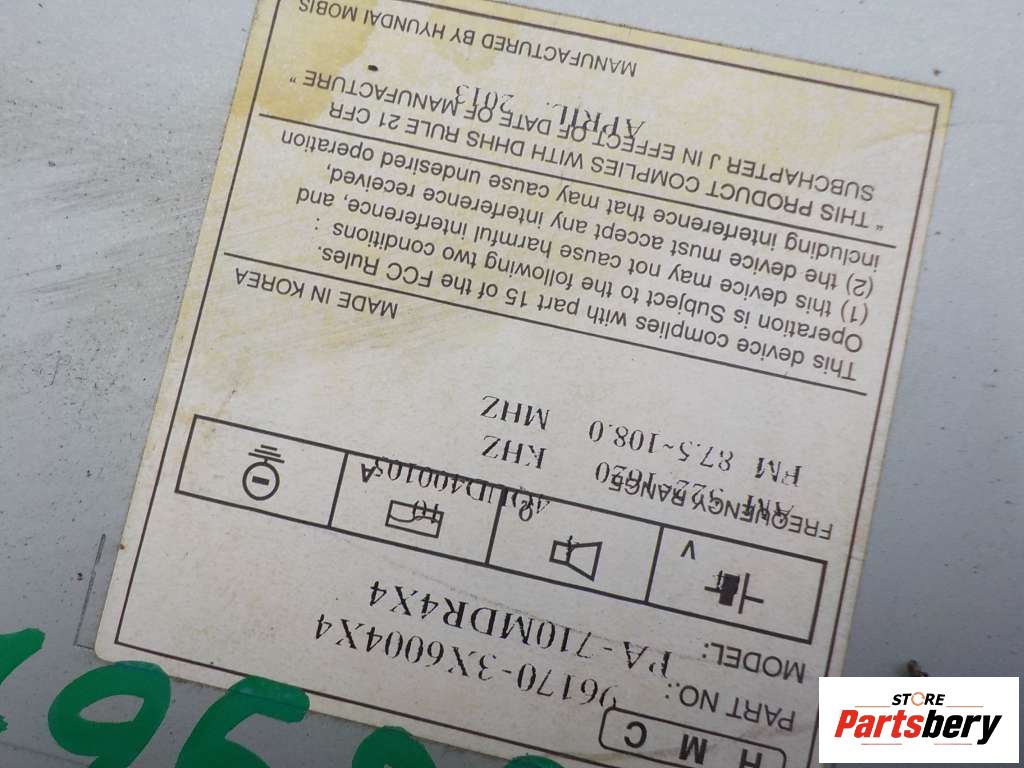 H M C
PART NO.: 96170-3X6004X4
MODEL: PA-710MDR4X4
V
A
FREQUENCY RANGE
AM 522~1620 KHZ
FM 87.5~108.0 MHZ
MADE IN KOREA
This device complies with part 15 of the FCC Rules.
Operation is Subject to the following two conditions :
(1) this device may not cause harmful interference, and
(2) the device must accept any interference received,
including interference that may cause undesired operation
“ THIS PRODUCT COMPLIES WITH DHHS RULE 21 CFR
SUBCHAPTER J IN EFFECT OF DATE OF MANUFACTURE ”
APRIL. 2013
MANUFACTURED BY HYUNDAI MOBIS
STORE
Partsbery